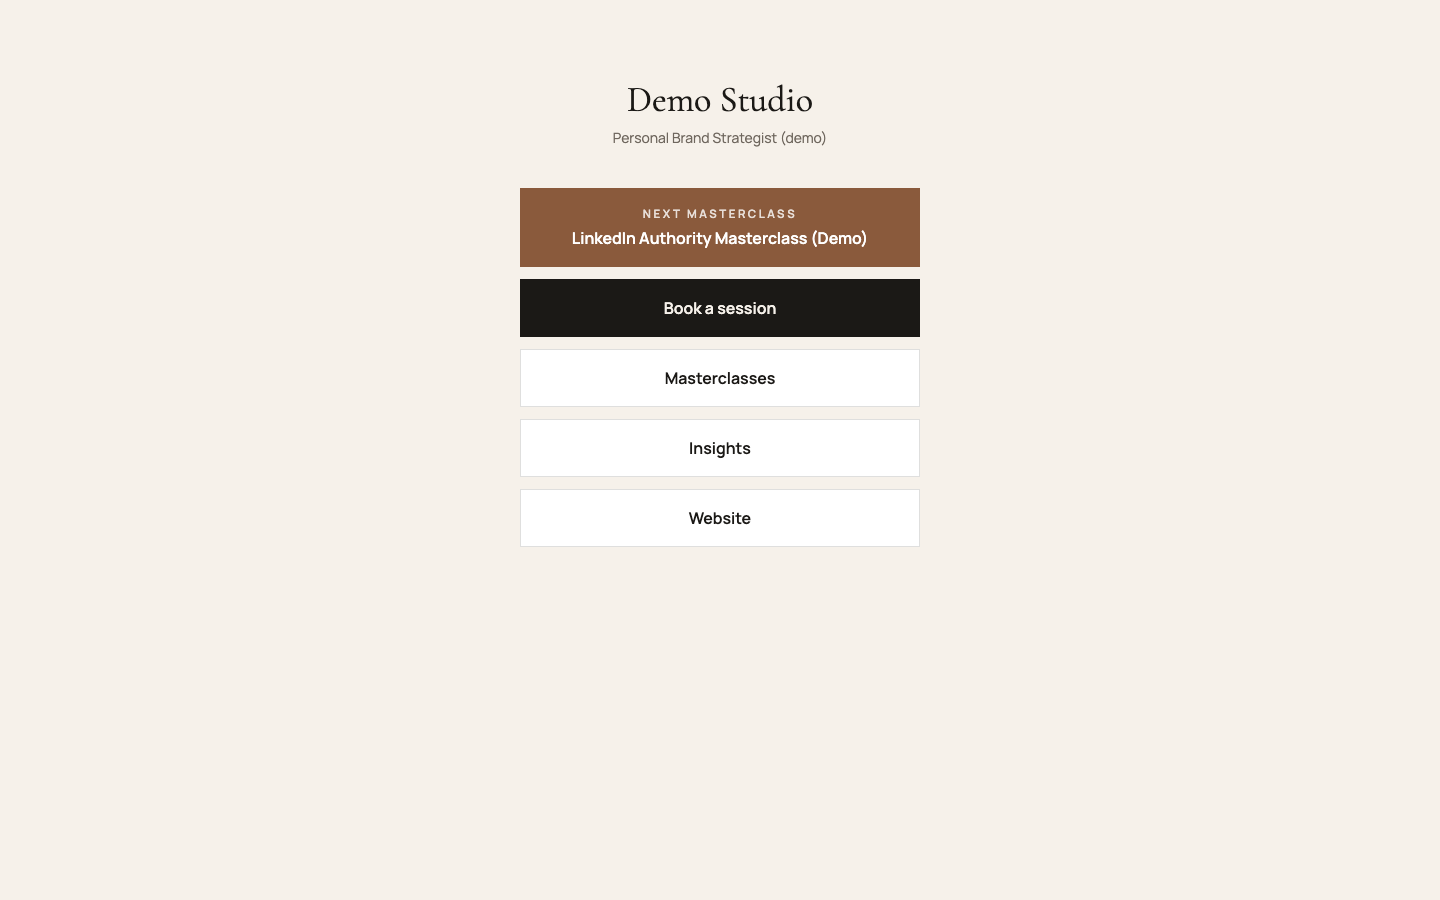 Demo Studio
Personal Brand Strategist (demo)
NEXT MASTERCLASS
LinkedIn Authority Masterclass (Demo)
Book a session
Masterclasses
Insights
Website